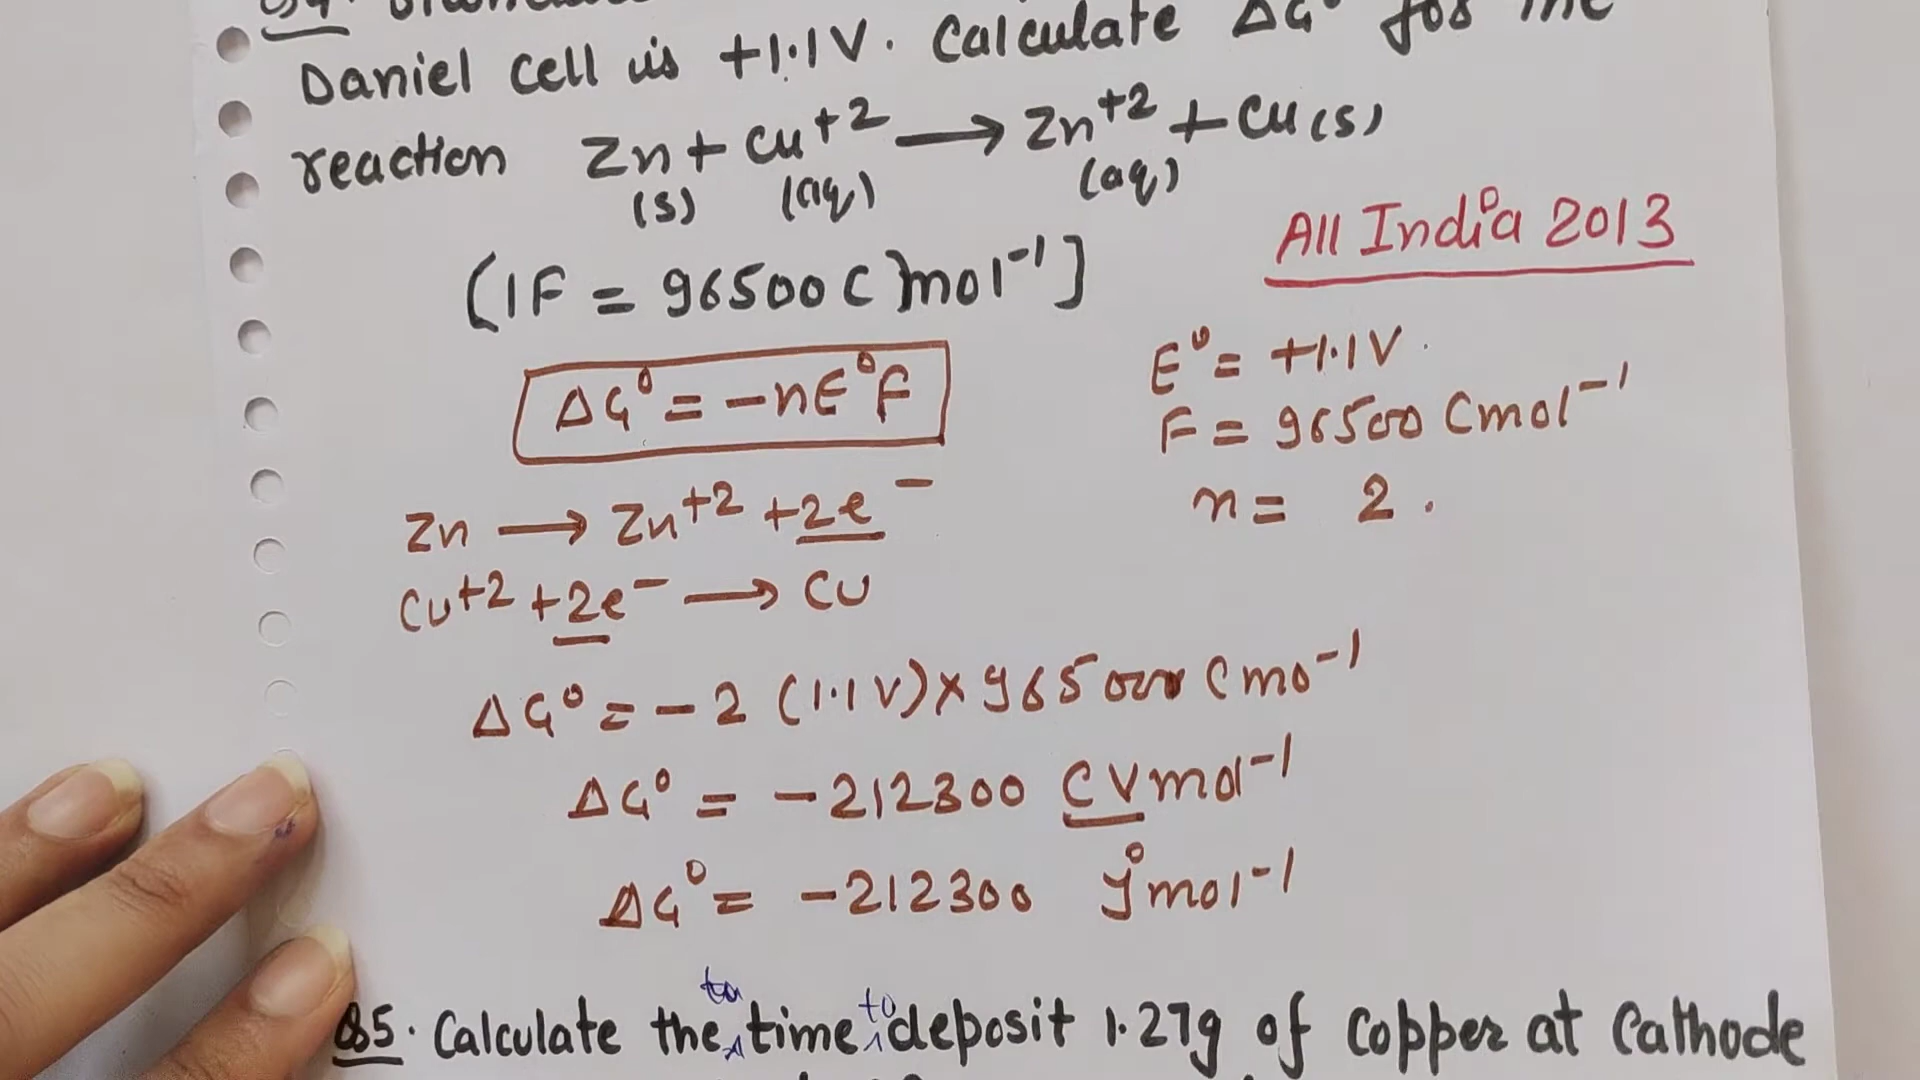 Daniel cell is +1.1V. Calculate ΔG° for the
reaction Zn + Cu+2 → Zn+2 + Cu(s)
(s) (aq) (aq)
(1F = 96500 C mol-1]
All India 2013
ΔG° = -nE°F
E° = +1.1V.
F = 96500 Cmol-1
n = 2.
Zn → Zn+2 + 2e-
Cu+2 + 2e- → Cu
ΔG° = -2 (1.1V) × 96500 Cmo-1
ΔG° = -212300 CVmol-1
ΔG° = -212300 Jmol-1
Q5. Calculate the to time to deposit 1.27g of copper at cathode